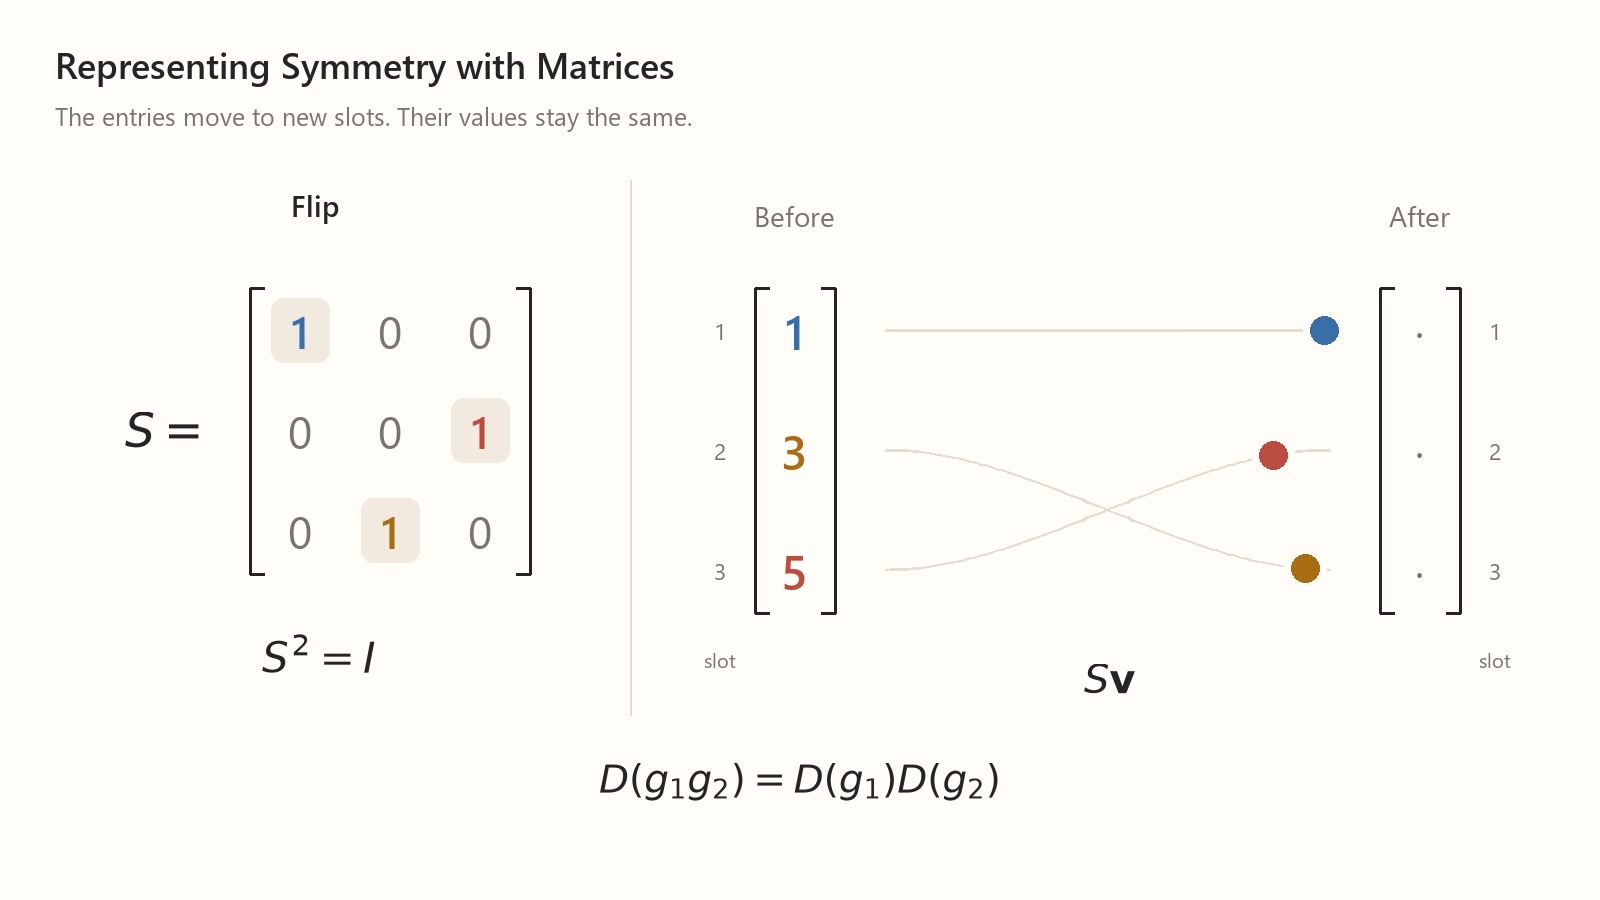 Representing Symmetry with Matrices
The entries move to new slots. Their values stay the same.
Flip
S =
1 0 0
0 0 1
0 1 0
S² = I
Before
After
1 1 · 1
2 3 · 2
3 5 · 3
slot
slot
Sv
D(g₁g₂) = D(g₁)D(g₂)